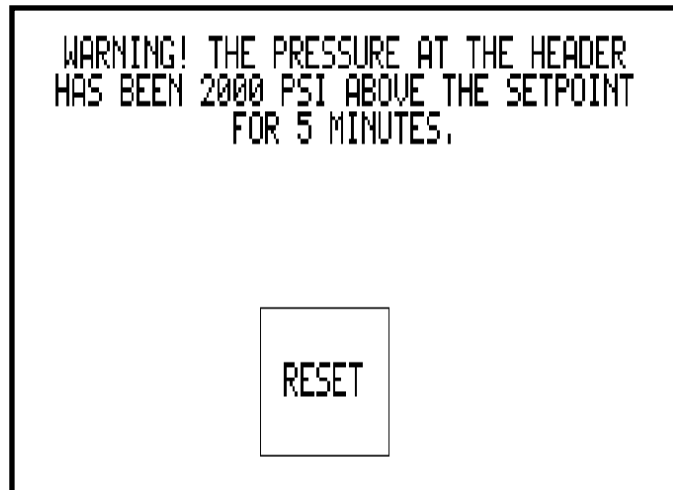 WARNING! THE PRESSURE AT THE HEADER
HAS BEEN 2000 PSI ABOVE THE SETPOINT
FOR 5 MINUTES.
RESET